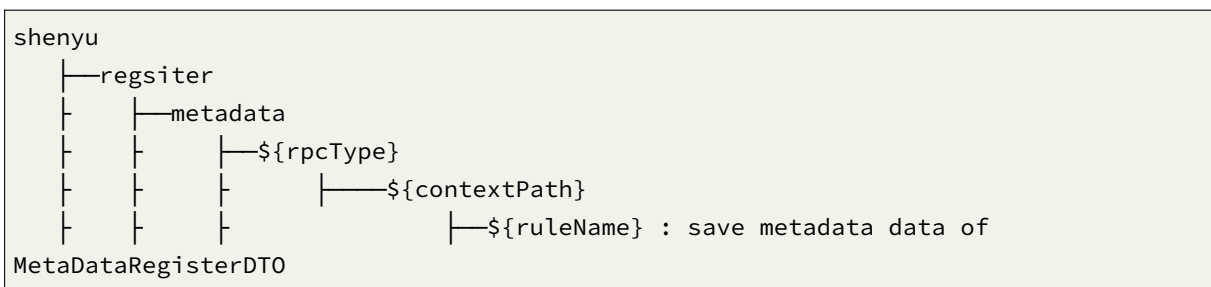 shenyu
   ├──regsiter
   ├    ├──metadata
   ├    ├     ├──${rpcType}
   ├    ├     ├     ├────${contextPath}
   ├    ├     ├               ├──${ruleName} : save metadata data of
MetaDataRegisterDTO